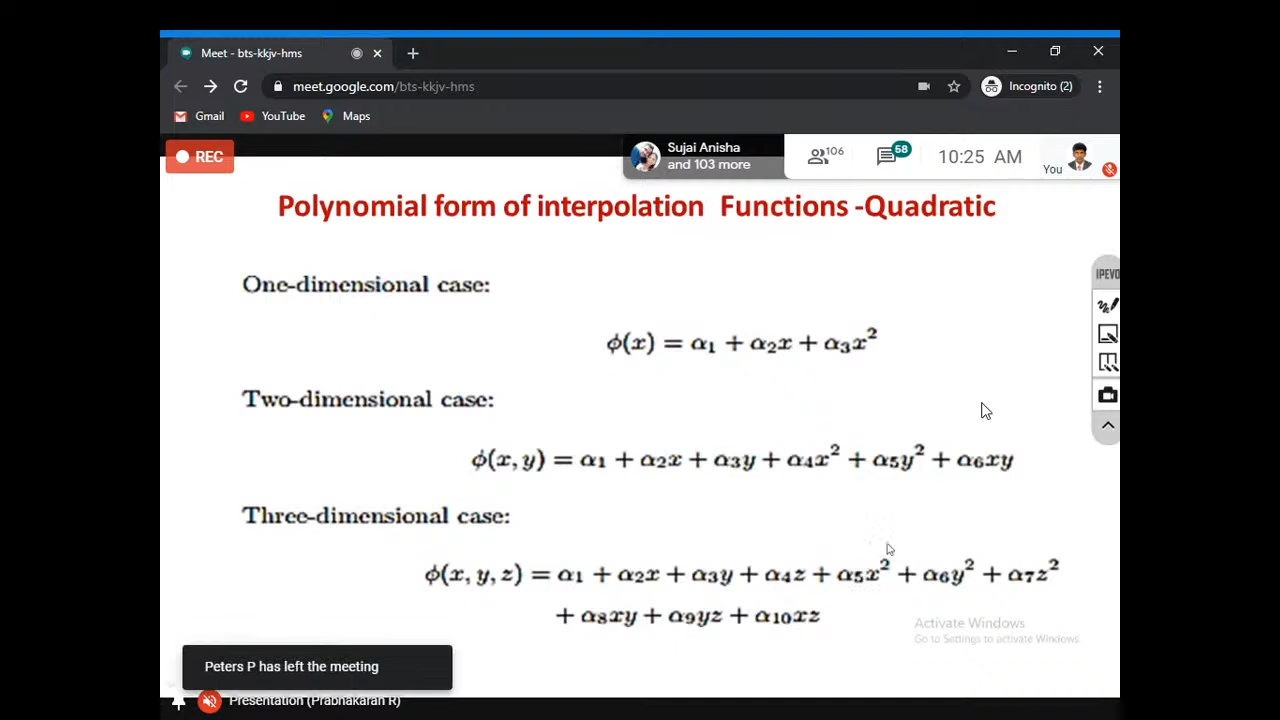 Meet - bts-kkjv-hms
meet.google.com/bts-kkjv-hms
Incognito (2)
Gmail
YouTube
Maps
REC
Sujai Anisha
and 103 more
106
58
10:25 AM
You
Polynomial form of interpolation Functions -Quadratic
IPEVO
One-dimensional case:
ϕ(x) = α₁ + α₂x + α₃x²
Two-dimensional case:
ϕ(x, y) = α₁ + α₂x + α₃y + α₄x² + α₅y² + α₆xy
Three-dimensional case:
ϕ(x, y, z) = α₁ + α₂x + α₃y + α₄z + α₅x² + α₆y² + α₇z²
+ α₈xy + α₉yz + α₁₀xz
Activate Windows
Go to Settings to activate Windows.
Peters P has left the meeting
Presentation (Prabhakaran R)